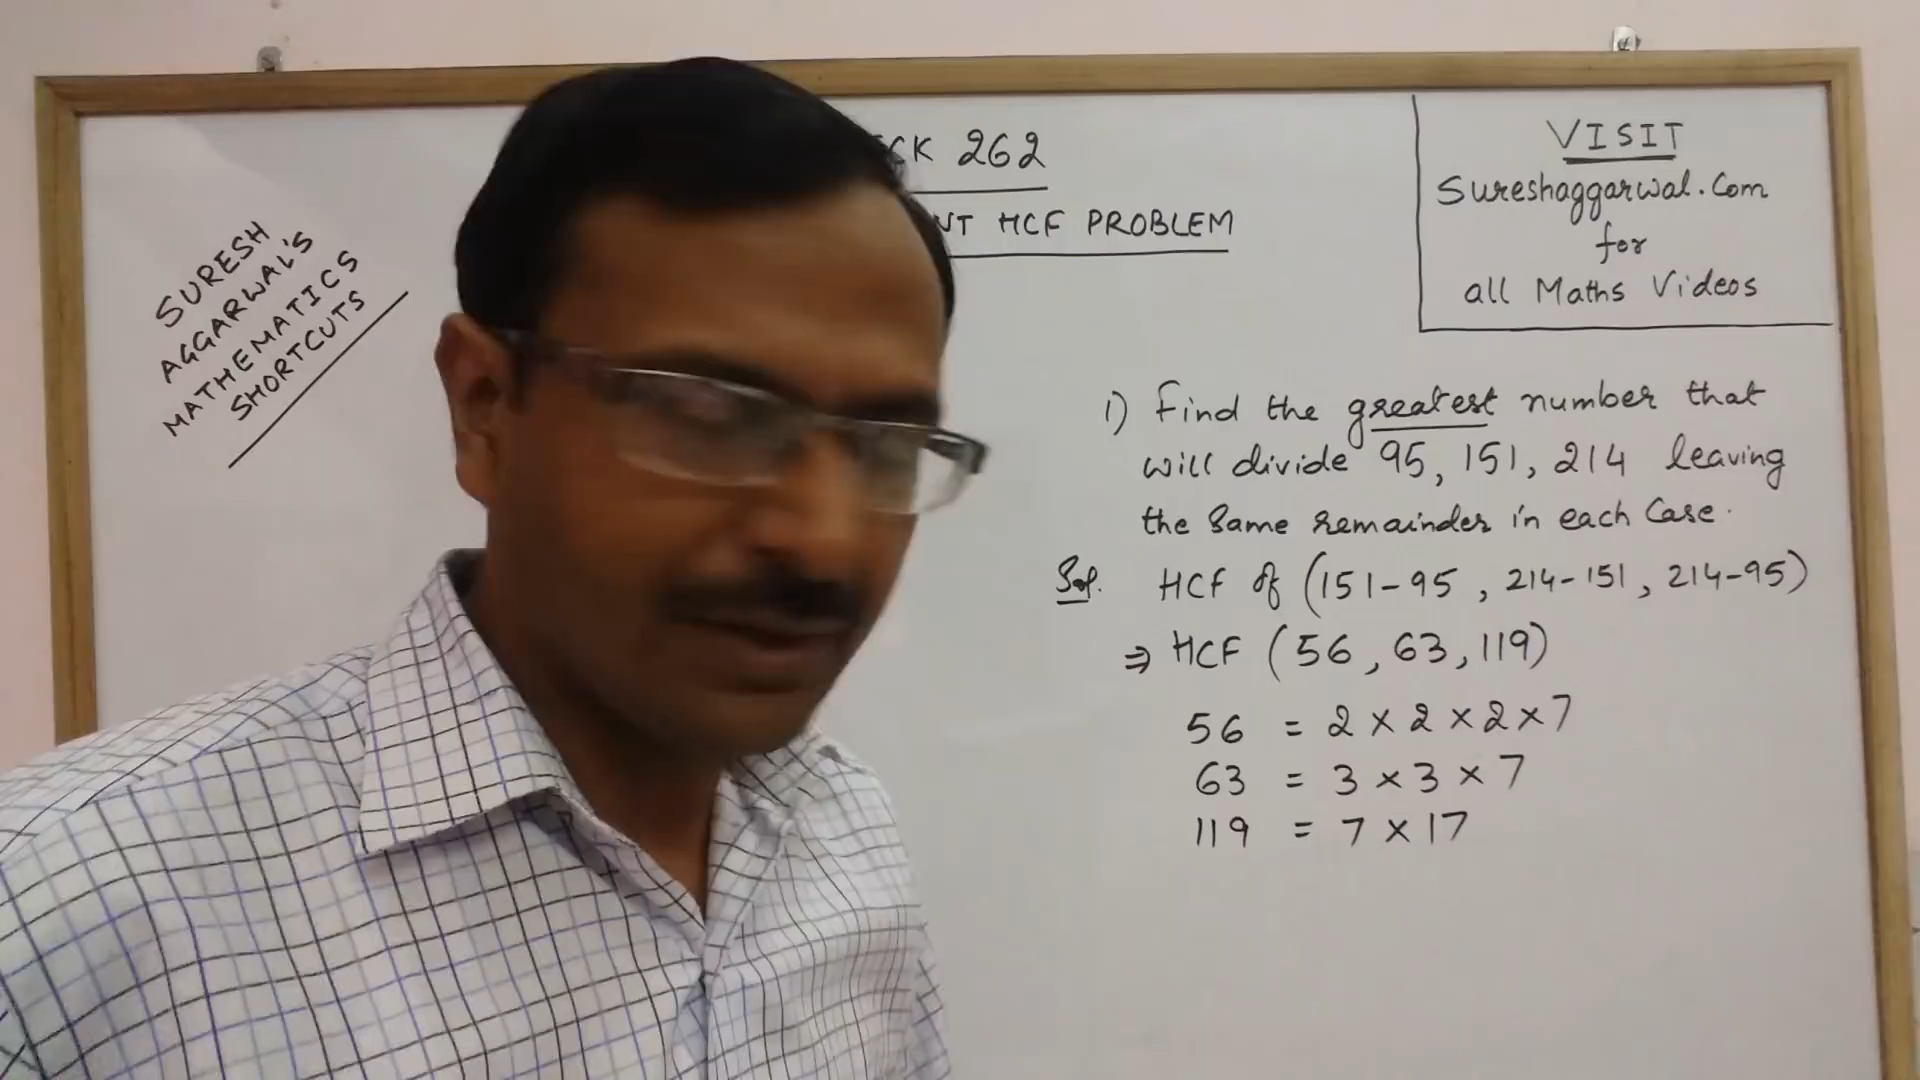 SURESH
AGGARWAL'S
MATHEMATICS
SHORTCUTS
CK 262
NT HCF PROBLEM
VISIT
Sureshaggarwal.Com
for
all Maths Videos
1) Find the greatest number that
will divide 95, 151, 214 leaving
the Same remainder in each Case.
Sol. HCF of (151-95, 214-151, 214-95)
⇒ HCF (56, 63, 119)
56 = 2 × 2 × 2 × 7
63 = 3 × 3 × 7
119 = 7 × 17